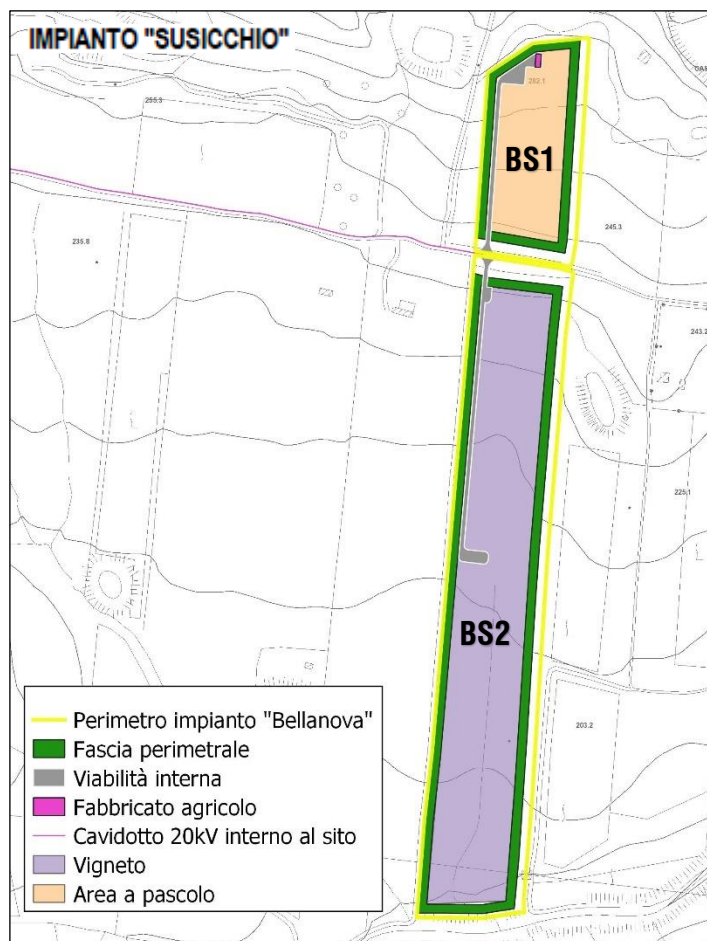 IMPIANTO "SUSICCHIO"
292.1
255.3
BS1
245.3
235.8
243.2
225.1
BS2
203.2
Perimetro impianto "Bellanova"
Fascia perimetrale
Viabilità interna
Fabbricato agricolo
Cavidotto 20kV interno al sito
Vigneto
Area a pascolo